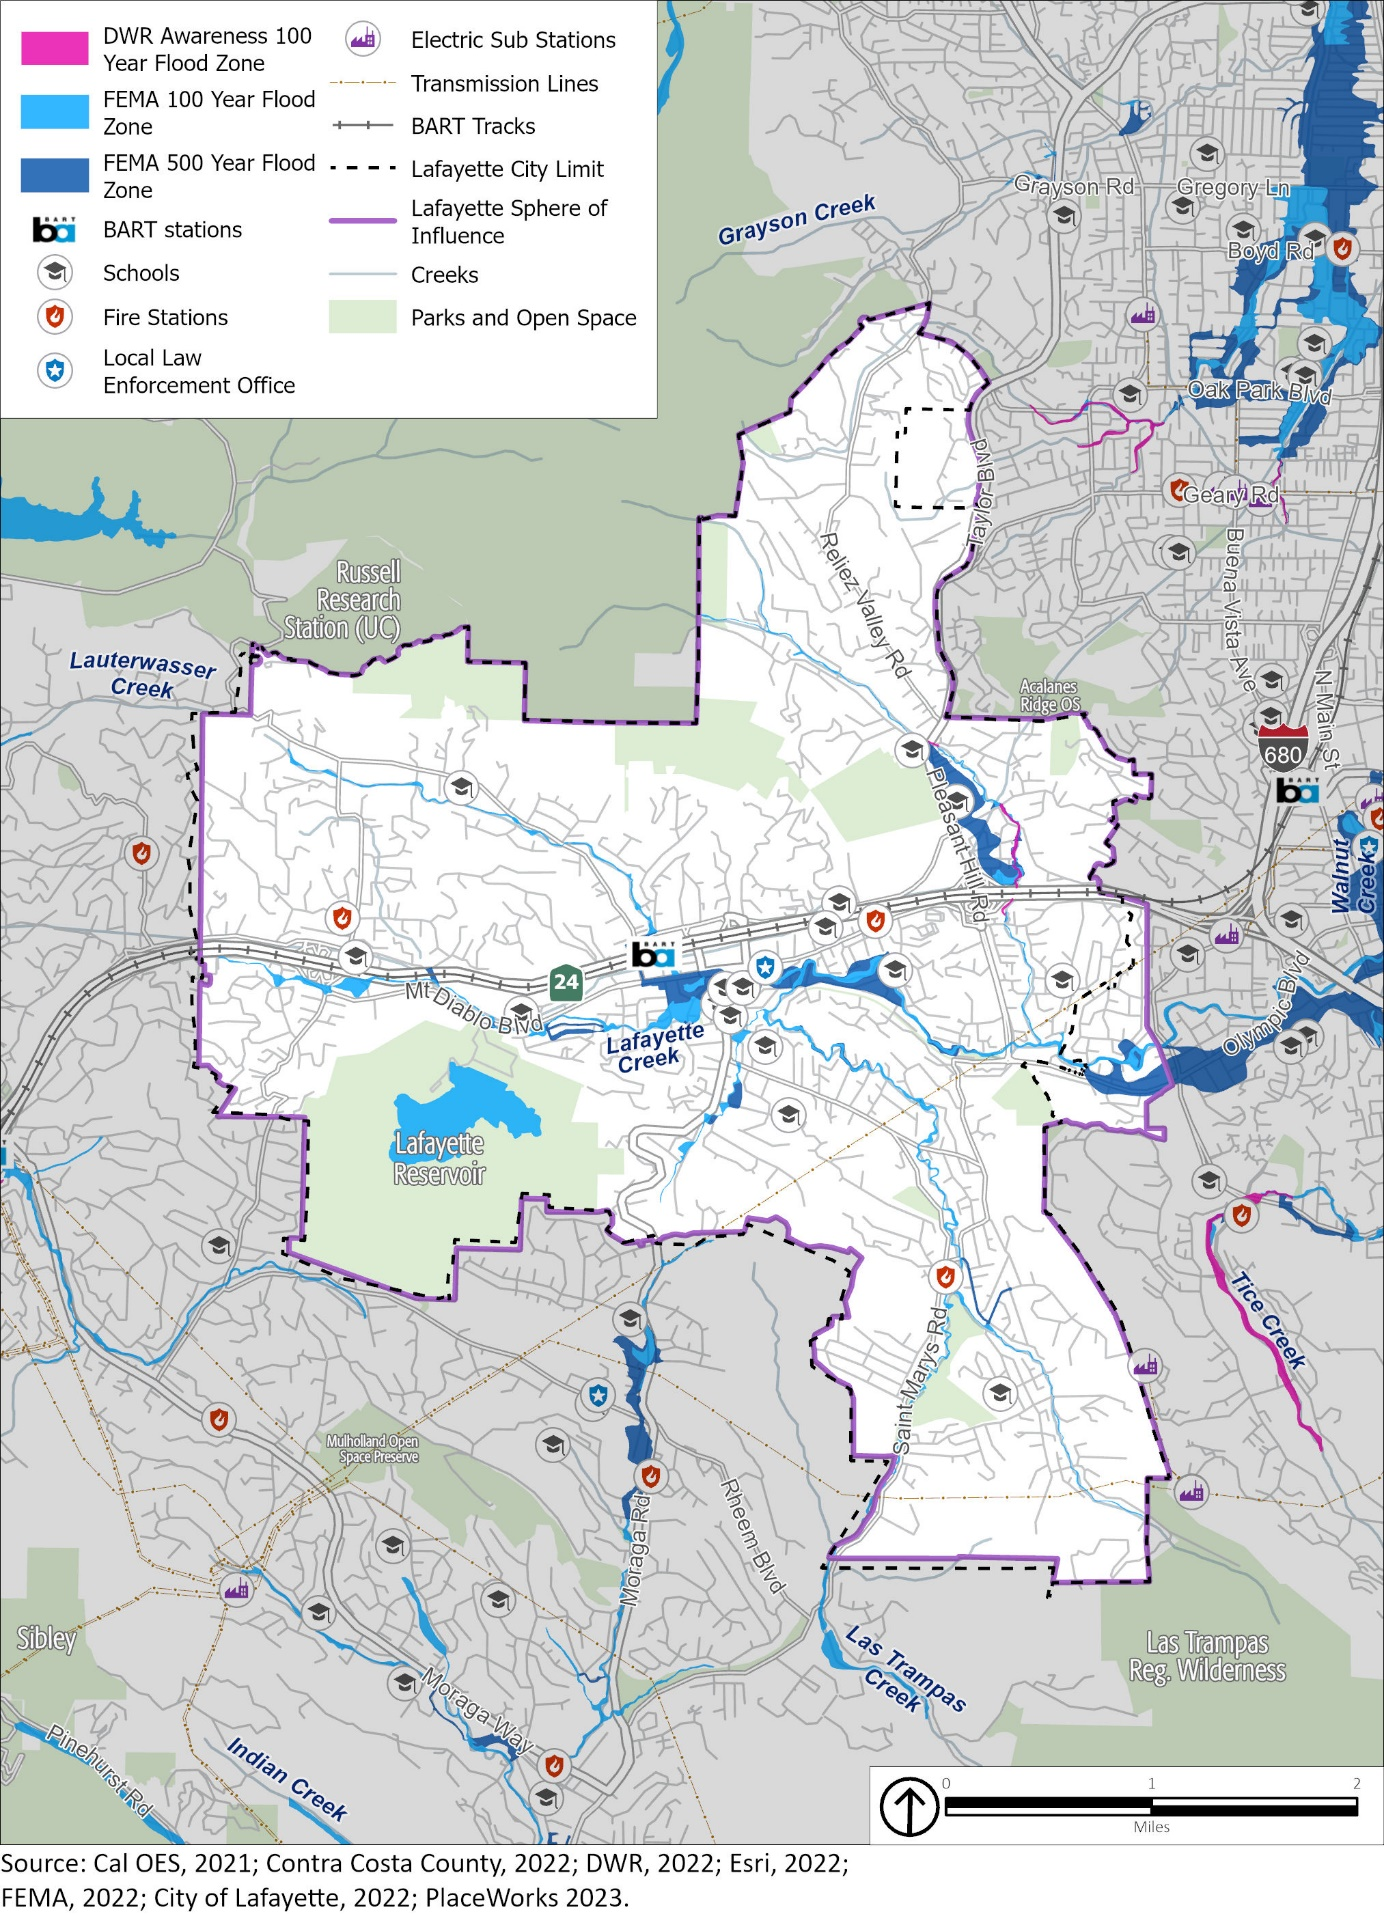 DWR Awareness 100
Year Flood Zone
FEMA 100 Year Flood
Zone
FEMA 500 Year Flood
Zone
BART
ba
BART stations
Schools
Fire Stations
Local Law
Enforcement Office
Electric Sub Stations
Transmission Lines
BART Tracks
Lafayette City Limit
Lafayette Sphere of
Influence
Creeks
Parks and Open Space
Grayson Creek
Grayson Rd
Gregory Ln
Boyd Rd
Oak Park Blvd
Geary Rd
Taylor Blvd
Reliez Valley Rd
Buena Vista Ave
N Main St
Russell
Research
Station (UC)
Lauterwasser
Creek
Acalanes
Ridge OS
680
BART
ba
Pleasant Hill Rd
Walnut
Creek
BART
ba
24
Mt Diablo Blvd
Lafayette
Creek
Olympic Blvd
Lafayette
Reservoir
Tice Creek
Saint Marys Rd
Mulholland Open
Space Preserve
Rheem Blvd
Moraga Rd
Sibley
Las Trampas
Creek
Las Trampas
Reg. Wilderness
Moraga Way
Pinehurst Rd
Indian Creek
0 1 2
Miles
Source: Cal OES, 2021; Contra Costa County, 2022; DWR, 2022; Esri, 2022;
FEMA, 2022; City of Lafayette, 2022; PlaceWorks 2023.